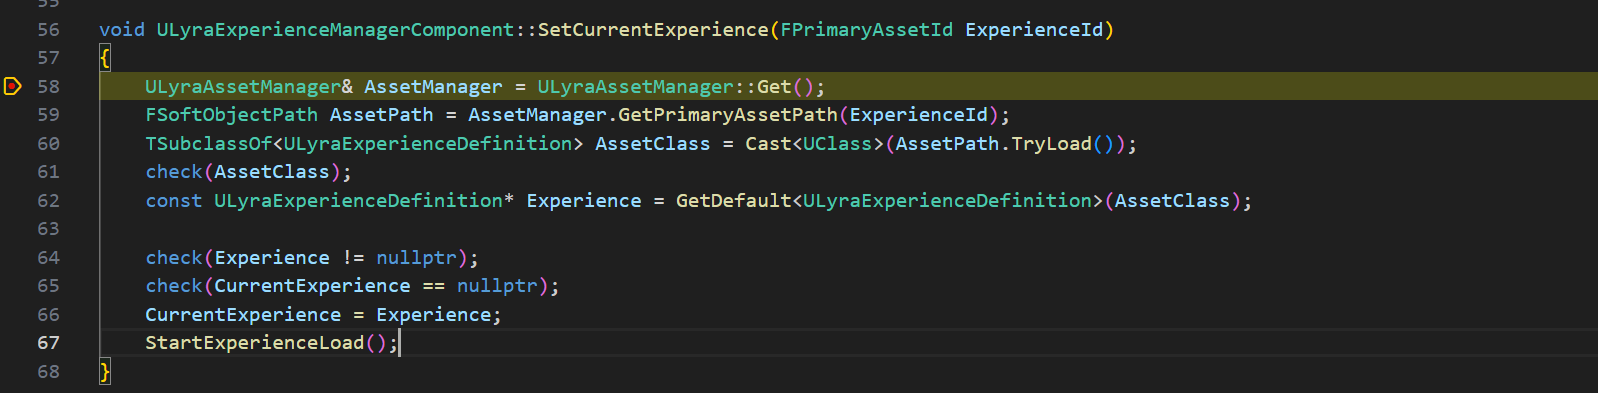 55
56 void ULyraExperienceManagerComponent::SetCurrentExperience(FPrimaryAssetId ExperienceId)
57 {
58     ULyraAssetManager& AssetManager = ULyraAssetManager::Get();
59     FSoftObjectPath AssetPath = AssetManager.GetPrimaryAssetPath(ExperienceId);
60     TSubclassOf<ULyraExperienceDefinition> AssetClass = Cast<UClass>(AssetPath.TryLoad());
61     check(AssetClass);
62     const ULyraExperienceDefinition* Experience = GetDefault<ULyraExperienceDefinition>(AssetClass);
63
64     check(Experience != nullptr);
65     check(CurrentExperience == nullptr);
66     CurrentExperience = Experience;
67     StartExperienceLoad();
68 }